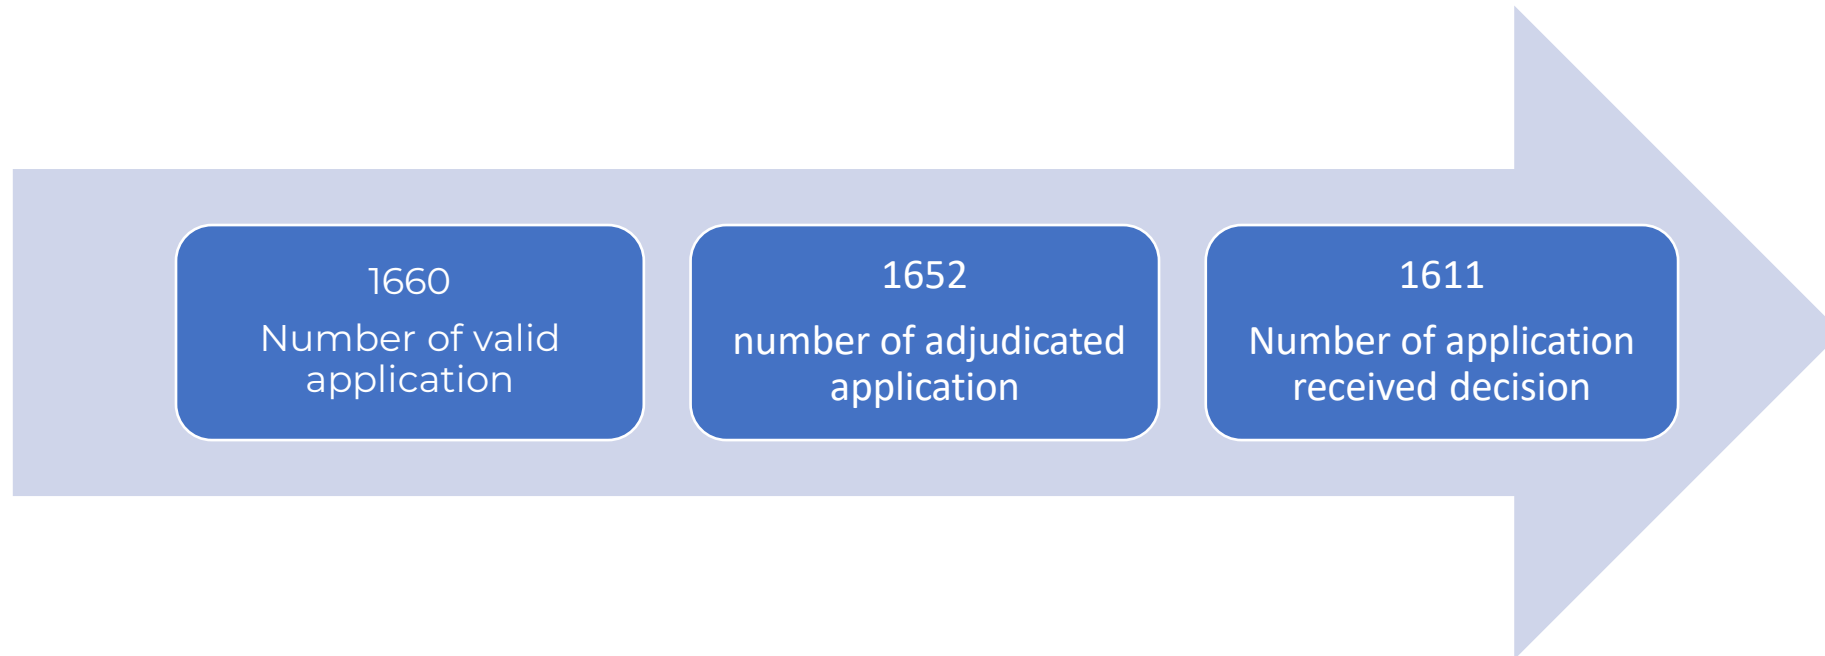 1660
Number of valid
application
1652
number of adjudicated
application
1611
Number of application
received decision